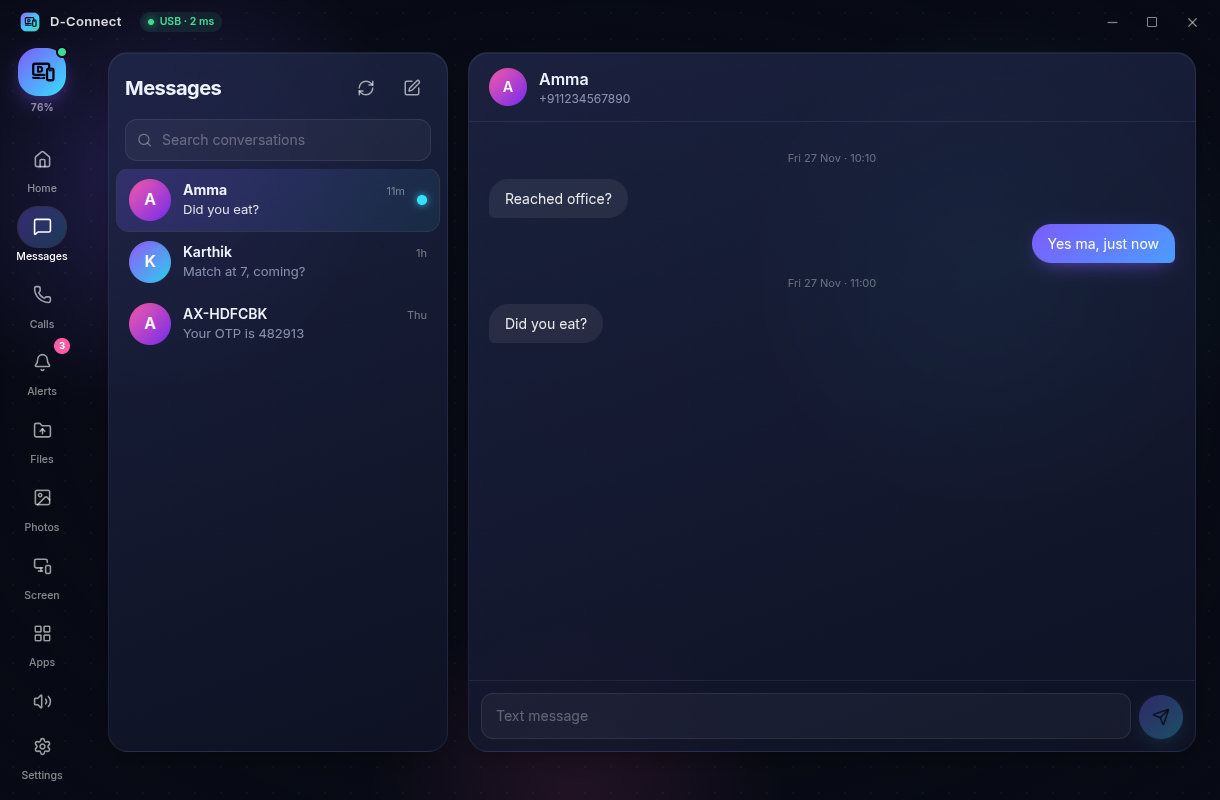 D-Connect
USB · 2 ms
76%
Home
Messages
Calls
3
Alerts
Files
Photos
Screen
Apps
Settings
Messages
Search conversations
A
Amma
11m
Did you eat?
K
Karthik
1h
Match at 7, coming?
A
AX-HDFCBK
Thu
Your OTP is 482913
A
Amma
+911234567890
Fri 27 Nov · 10:10
Reached office?
Yes ma, just now
Fri 27 Nov · 11:00
Did you eat?
Text message